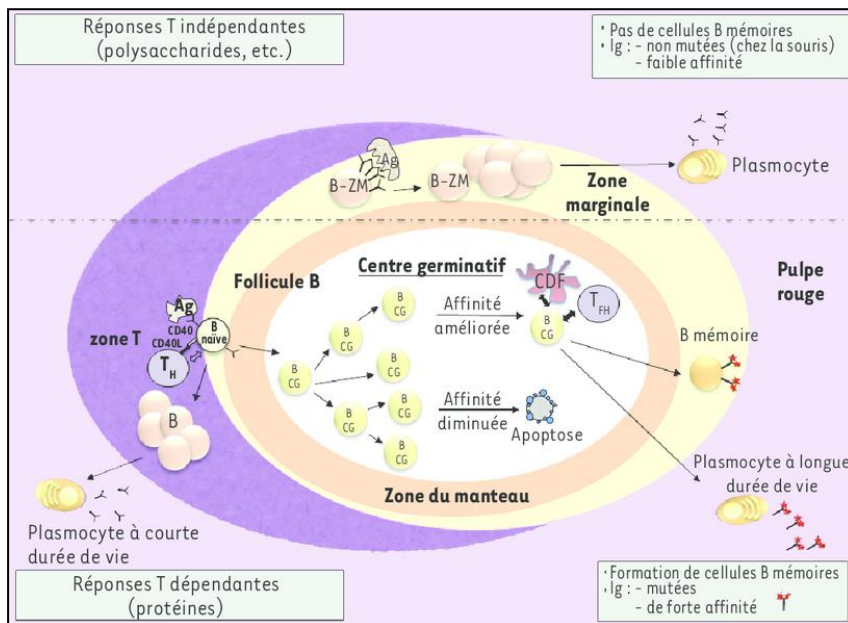 Réponses T indépendantes
(polysaccharides, etc.)
• Pas de cellules B mémoires
• Ig : - non mutées (chez la souris)
- faible affinité
Ag
B-ZM
B-ZM
Plasmocyte
Zone
marginale
Follicule B
Centre germinatif
Pulpe
rouge
CDF
T FH
Affinité
améliorée
B
CG
B
CG
B
CG
B
CG
B
CG
B
CG
B
CG
B
CG
Ag
CD40
CD40L
B
naïve
zone T
T H
B
B mémoire
Affinité
diminuée
Apoptose
Plasmocyte à longue
durée de vie
Zone du manteau
Plasmocyte à courte
durée de vie
Réponses T dépendantes
(protéines)
• Formation de cellules B mémoires
• Ig : - mutées
- de forte affinité